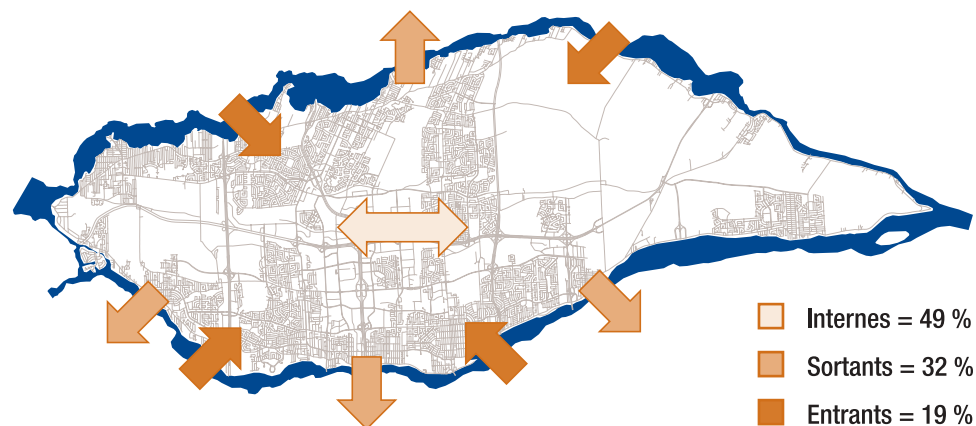 Internes = 49 %
Sortants = 32 %
Entrants = 19 %